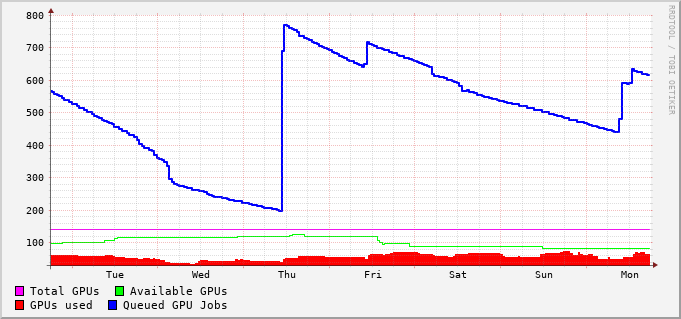 800
700
600
500
400
300
200
100
Tue Wed Thu Fri Sat Sun Mon
RRDTOOL / TOBI OETIKER
Total GPUs Available GPUs
GPUs used Queued GPU Jobs